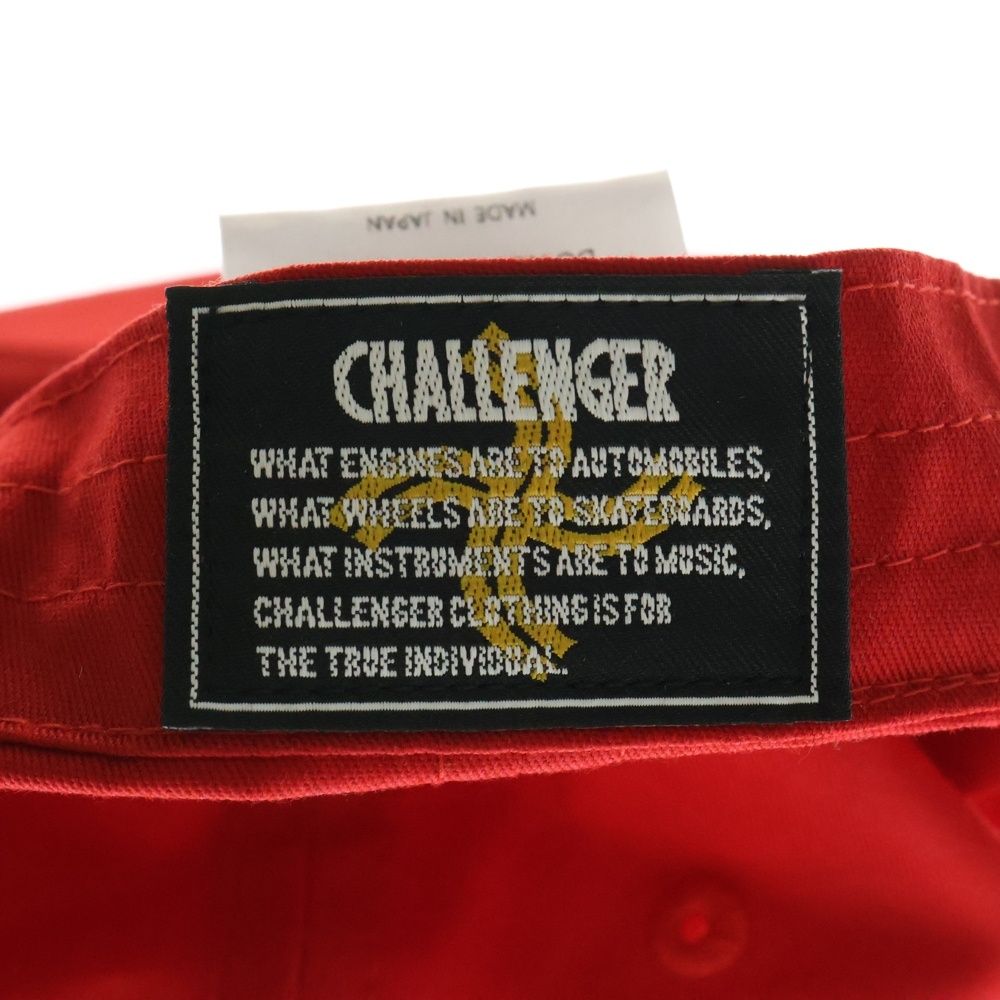 MADE IN JAPAN
CHALLENGER
WHAT ENGINES ARE TO AUTOMOBILES,
WHAT WHEELS ARE TO SKATEBOARDS,
WHAT INSTRUMENTS ARE TO MUSIC,
CHALLENGER CLOTHING IS FOR
THE TRUE INDIVIDUAL.